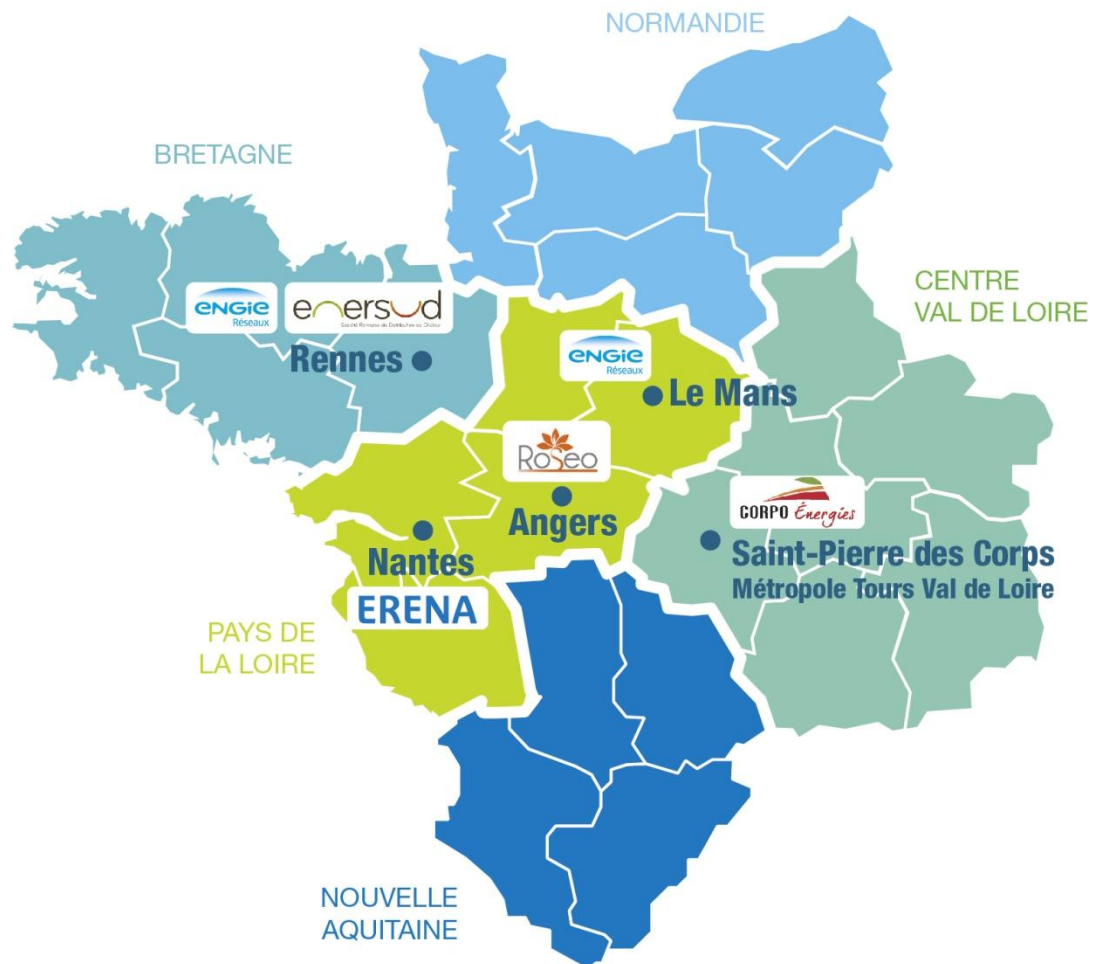 NORMANDIE
BRETAGNE
CENTRE
VAL DE LOIRE
ENGIE
Réseaux
enersud
Rennes
ENGIE
Réseaux
Le Mans
RoSeo
Angers
CORPO Énergies
Nantes
Saint-Pierre des Corps
Métropole Tours Val de Loire
ERENA
PAYS DE
LA LOIRE
NOUVELLE
AQUITAINE